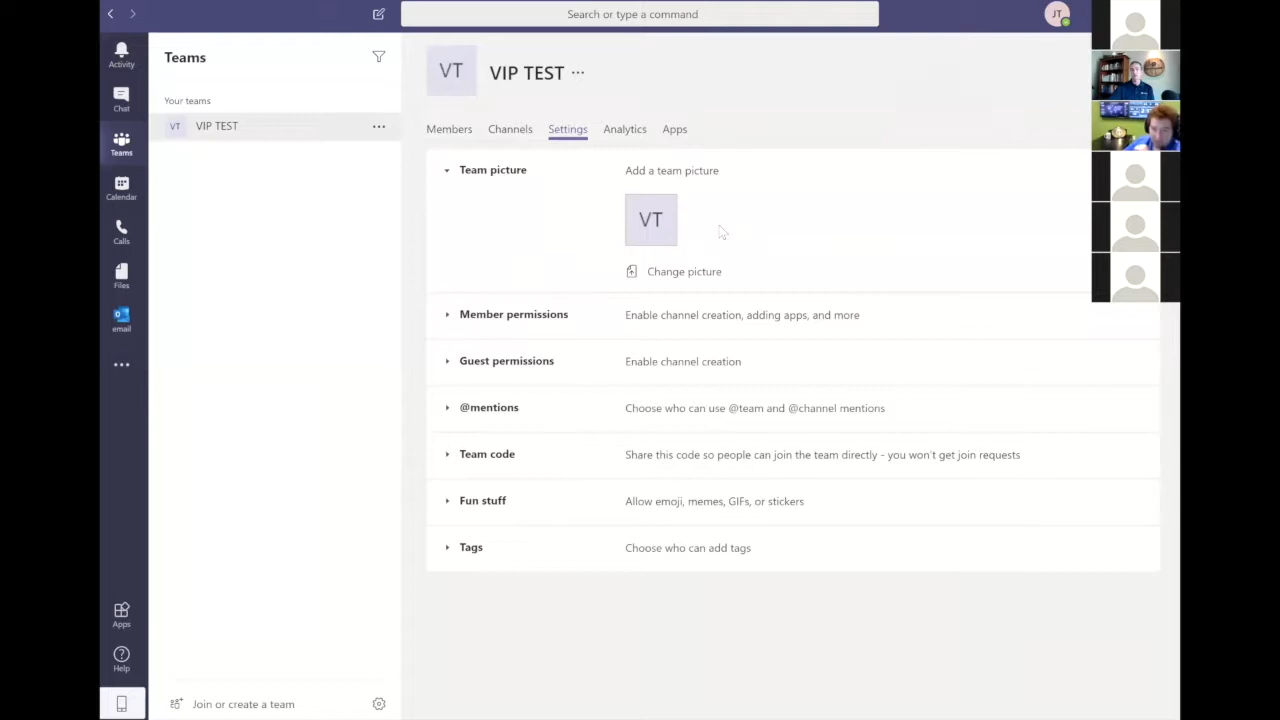 Search or type a command
JT
Activity
Chat
Teams
Calendar
Calls
Files
email
Apps
Help
Teams
Your teams
VT VIP TEST
Join or create a team
VT VIP TEST
Members Channels Settings Analytics Apps
Team picture Add a team picture
VT
Change picture
Member permissions Enable channel creation, adding apps, and more
Guest permissions Enable channel creation
@mentions Choose who can use @team and @channel mentions
Team code Share this code so people can join the team directly - you won't get join requests
Fun stuff Allow emoji, memes, GIFs, or stickers
Tags Choose who can add tags